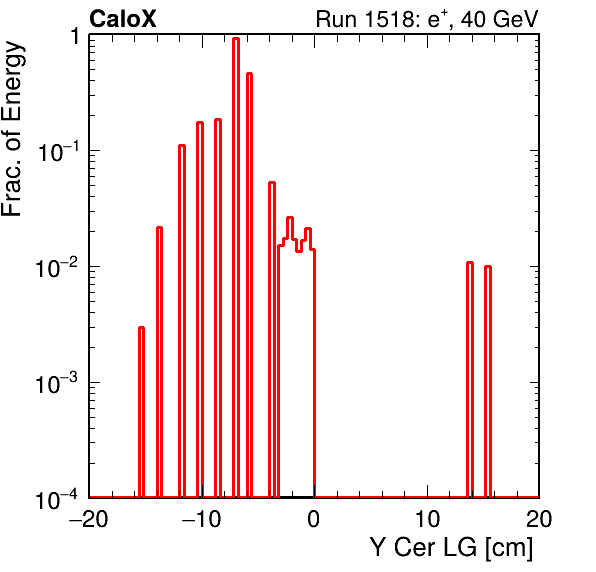 CaloX Run 1518: e⁺, 40 GeV
Frac. of Energy
1
10⁻¹
10⁻²
10⁻³
10⁻⁴
−20 −10 0 10 20
Y Cer LG [cm]